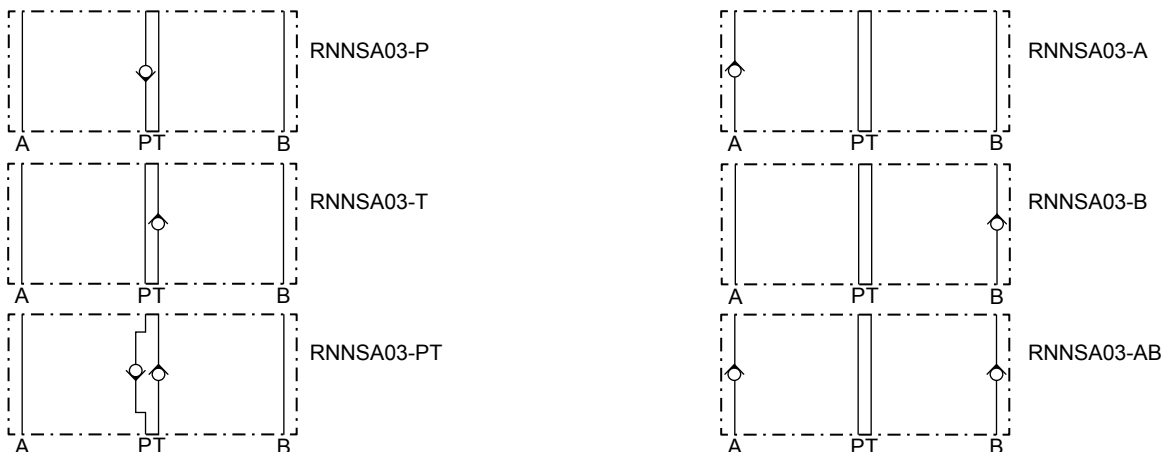 RNNSA03-P
A PT B
RNNSA03-T
A PT B
RNNSA03-PT
A PT B
RNNSA03-A
A PT B
RNNSA03-B
A PT B
RNNSA03-AB
A PT B